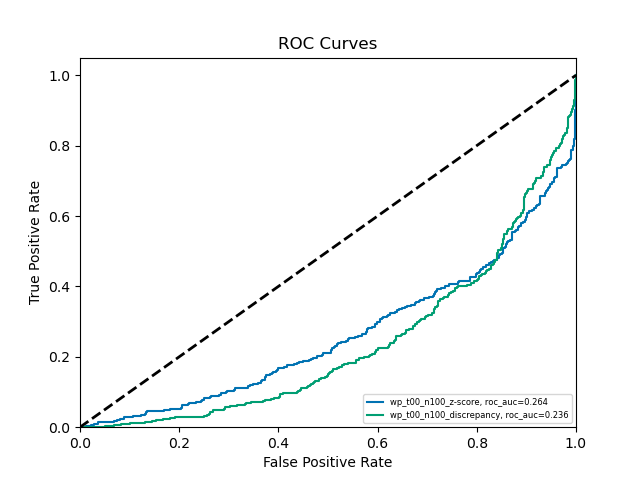 ROC Curves
True Positive Rate
1.0
0.8
0.6
0.4
0.2
0.0
wp_t00_n100_z-score, roc_auc=0.264
wp_t00_n100_discrepancy, roc_auc=0.236
0.0 0.2 0.4 0.6 0.8 1.0
False Positive Rate